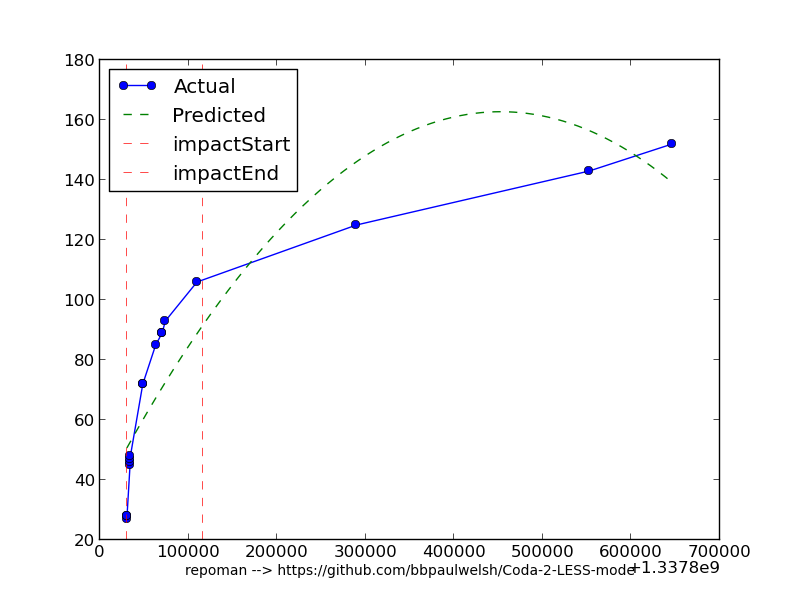 180
160
140
120
100
80
60
40
20
Actual
Predicted
impactStart
impactEnd
0 100000 200000 300000 400000 500000 600000 700000
repoman --> https://github.com/bbpaulwelsh/Coda-2-LESS-mode +1.3378e9